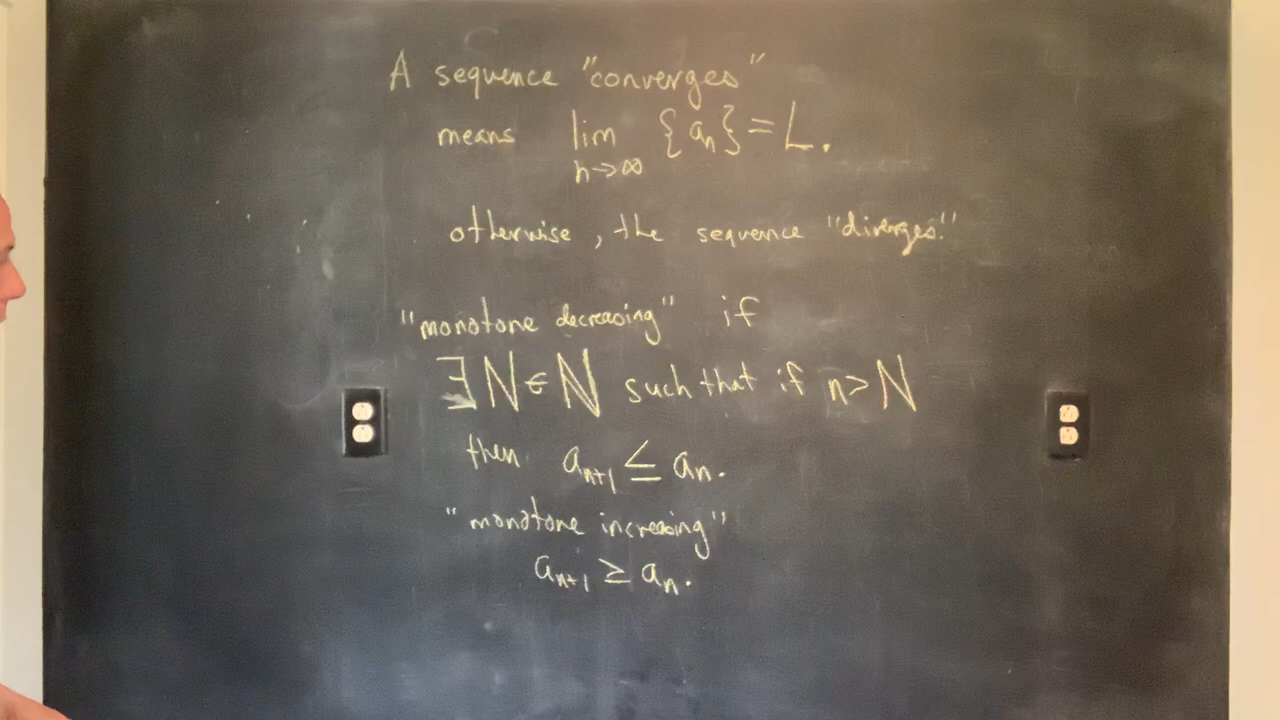 A sequence "converges"
means lim {aₙ} = L.
n→∞
otherwise, the sequence "diverges."
"monotone decreasing" if
∃ N ∈ ℕ such that if n > N
then aₙ₊₁ ≤ aₙ.
"monotone increasing"
aₙ₊₁ ≥ aₙ.